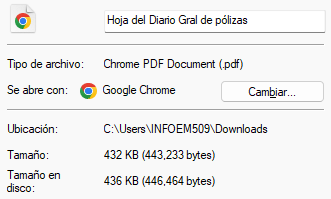 Hoja del Diario Gral de pólizas
Tipo de archivo: Chrome PDF Document (.pdf)
Se abre con: Google Chrome Cambiar...
Ubicación: C:\Users\INFOEM509\Downloads
Tamaño: 432 KB (443,233 bytes)
Tamaño en disco: 436 KB (446,464 bytes)